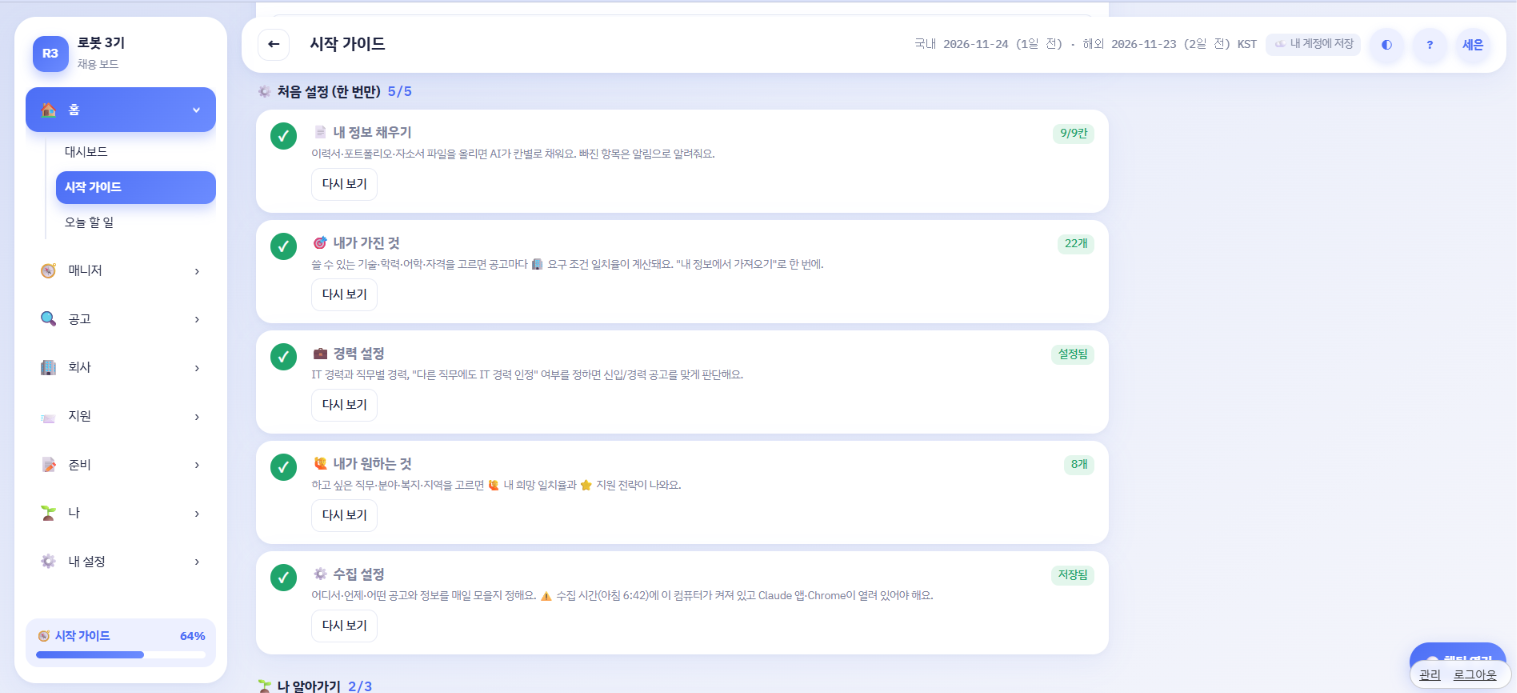 R3
로봇 3기
채용 보드
홈
대시보드
시작 가이드
오늘 할 일
매니저
공고
회사
지원
준비
나
내 설정
시작 가이드 64%
← 시작 가이드
국내 2026-11-24 (1일 전) · 해외 2026-11-23 (2일 전) KST
내 계정에 저장
?
세은
처음 설정 (한 번만) 5/5
내 정보 채우기 9/9칸
이력서·포트폴리오·자소서 파일을 올리면 AI가 칸별로 채워요. 빠진 항목은 알림으로 알려줘요.
다시 보기
내가 가진 것 22개
쓸 수 있는 기술·학력·어학·자격을 고르면 공고마다 요구 조건 일치율이 계산돼요. "내 정보에서 가져오기"로 한 번에.
다시 보기
경력 설정 설정됨
IT 경력과 직무별 경력, "다른 직무에도 IT 경력 인정" 여부를 정하면 신입/경력 공고를 맞게 판단해요.
다시 보기
내가 원하는 것 8개
하고 싶은 직무·분야·복지·지역을 고르면 내 희망 일치율과 지원 전략이 나와요.
다시 보기
수집 설정 저장됨
어디서·언제·어떤 공고와 정보를 매일 모을지 정해요. 수집 시간(아침 6:42)에 이 컴퓨터가 켜져 있고 Claude 앱·Chrome이 열려 있어야 해요.
다시 보기
나 알아가기 2/3
관리 로그아웃